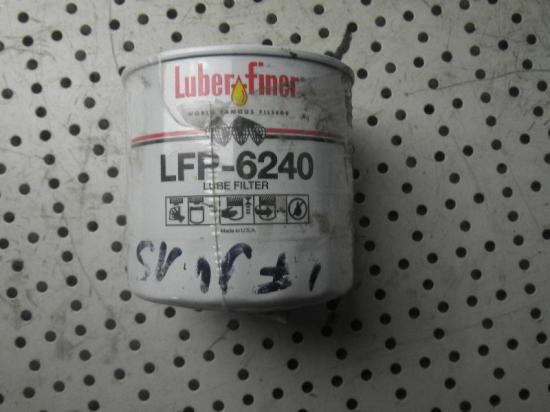 Luber-finer
WORLD FAMOUS FILTERS
LFP-6240
LUBE FILTER
Made in U.S.A.